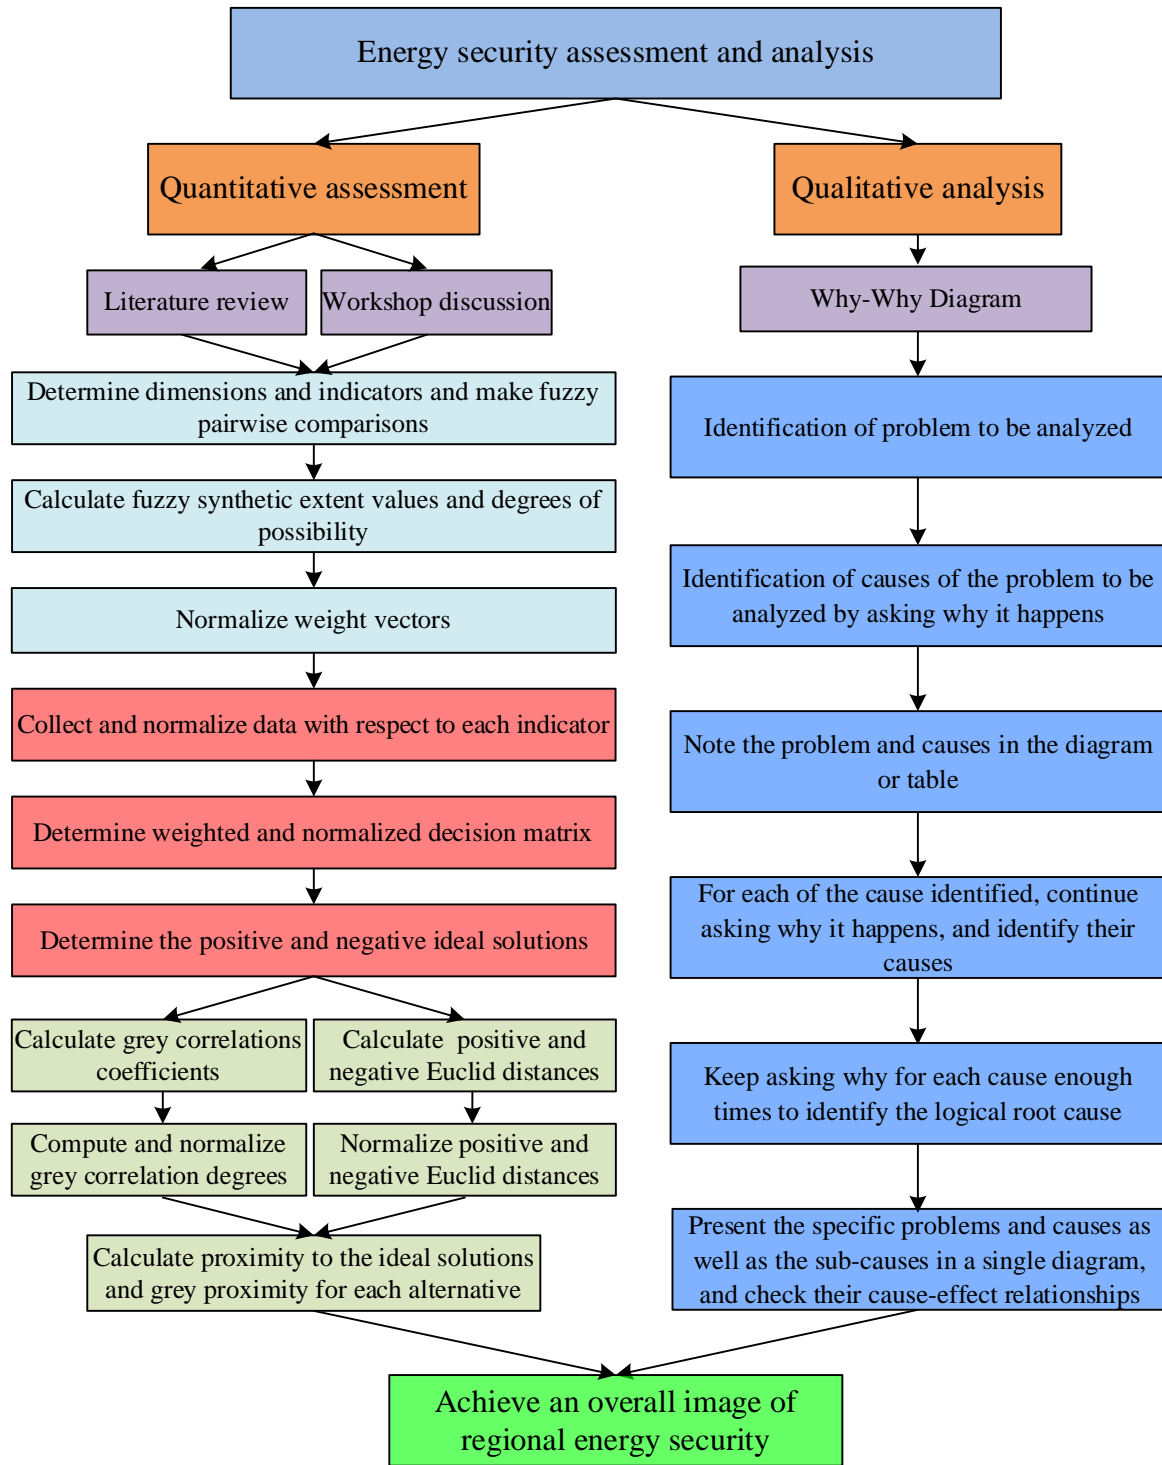 Energy security assessment and analysis
Quantitative assessment
Qualitative analysis
Literature review
Workshop discussion
Why-Why Diagram
Determine dimensions and indicators and make fuzzy
pairwise comparisons
Calculate fuzzy synthetic extent values and degrees of
possibility
Normalize weight vectors
Collect and normalize data with respect to each indicator
Determine weighted and normalized decision matrix
Determine the positive and negative ideal solutions
Calculate grey correlations
coefficients
Calculate positive and
negative Euclid distances
Compute and normalize
grey correlation degrees
Normalize positive and
negative Euclid distances
Calculate proximity to the ideal solutions
and grey proximity for each alternative
Identification of problem to be analyzed
Identification of causes of the problem to be
analyzed by asking why it happens
Note the problem and causes in the diagram
or table
For each of the cause identified, continue
asking why it happens, and identify their
causes
Keep asking why for each cause enough
times to identify the logical root cause
Present the specific problems and causes as
well as the sub-causes in a single diagram,
and check their cause-effect relationships
Achieve an overall image of
regional energy security